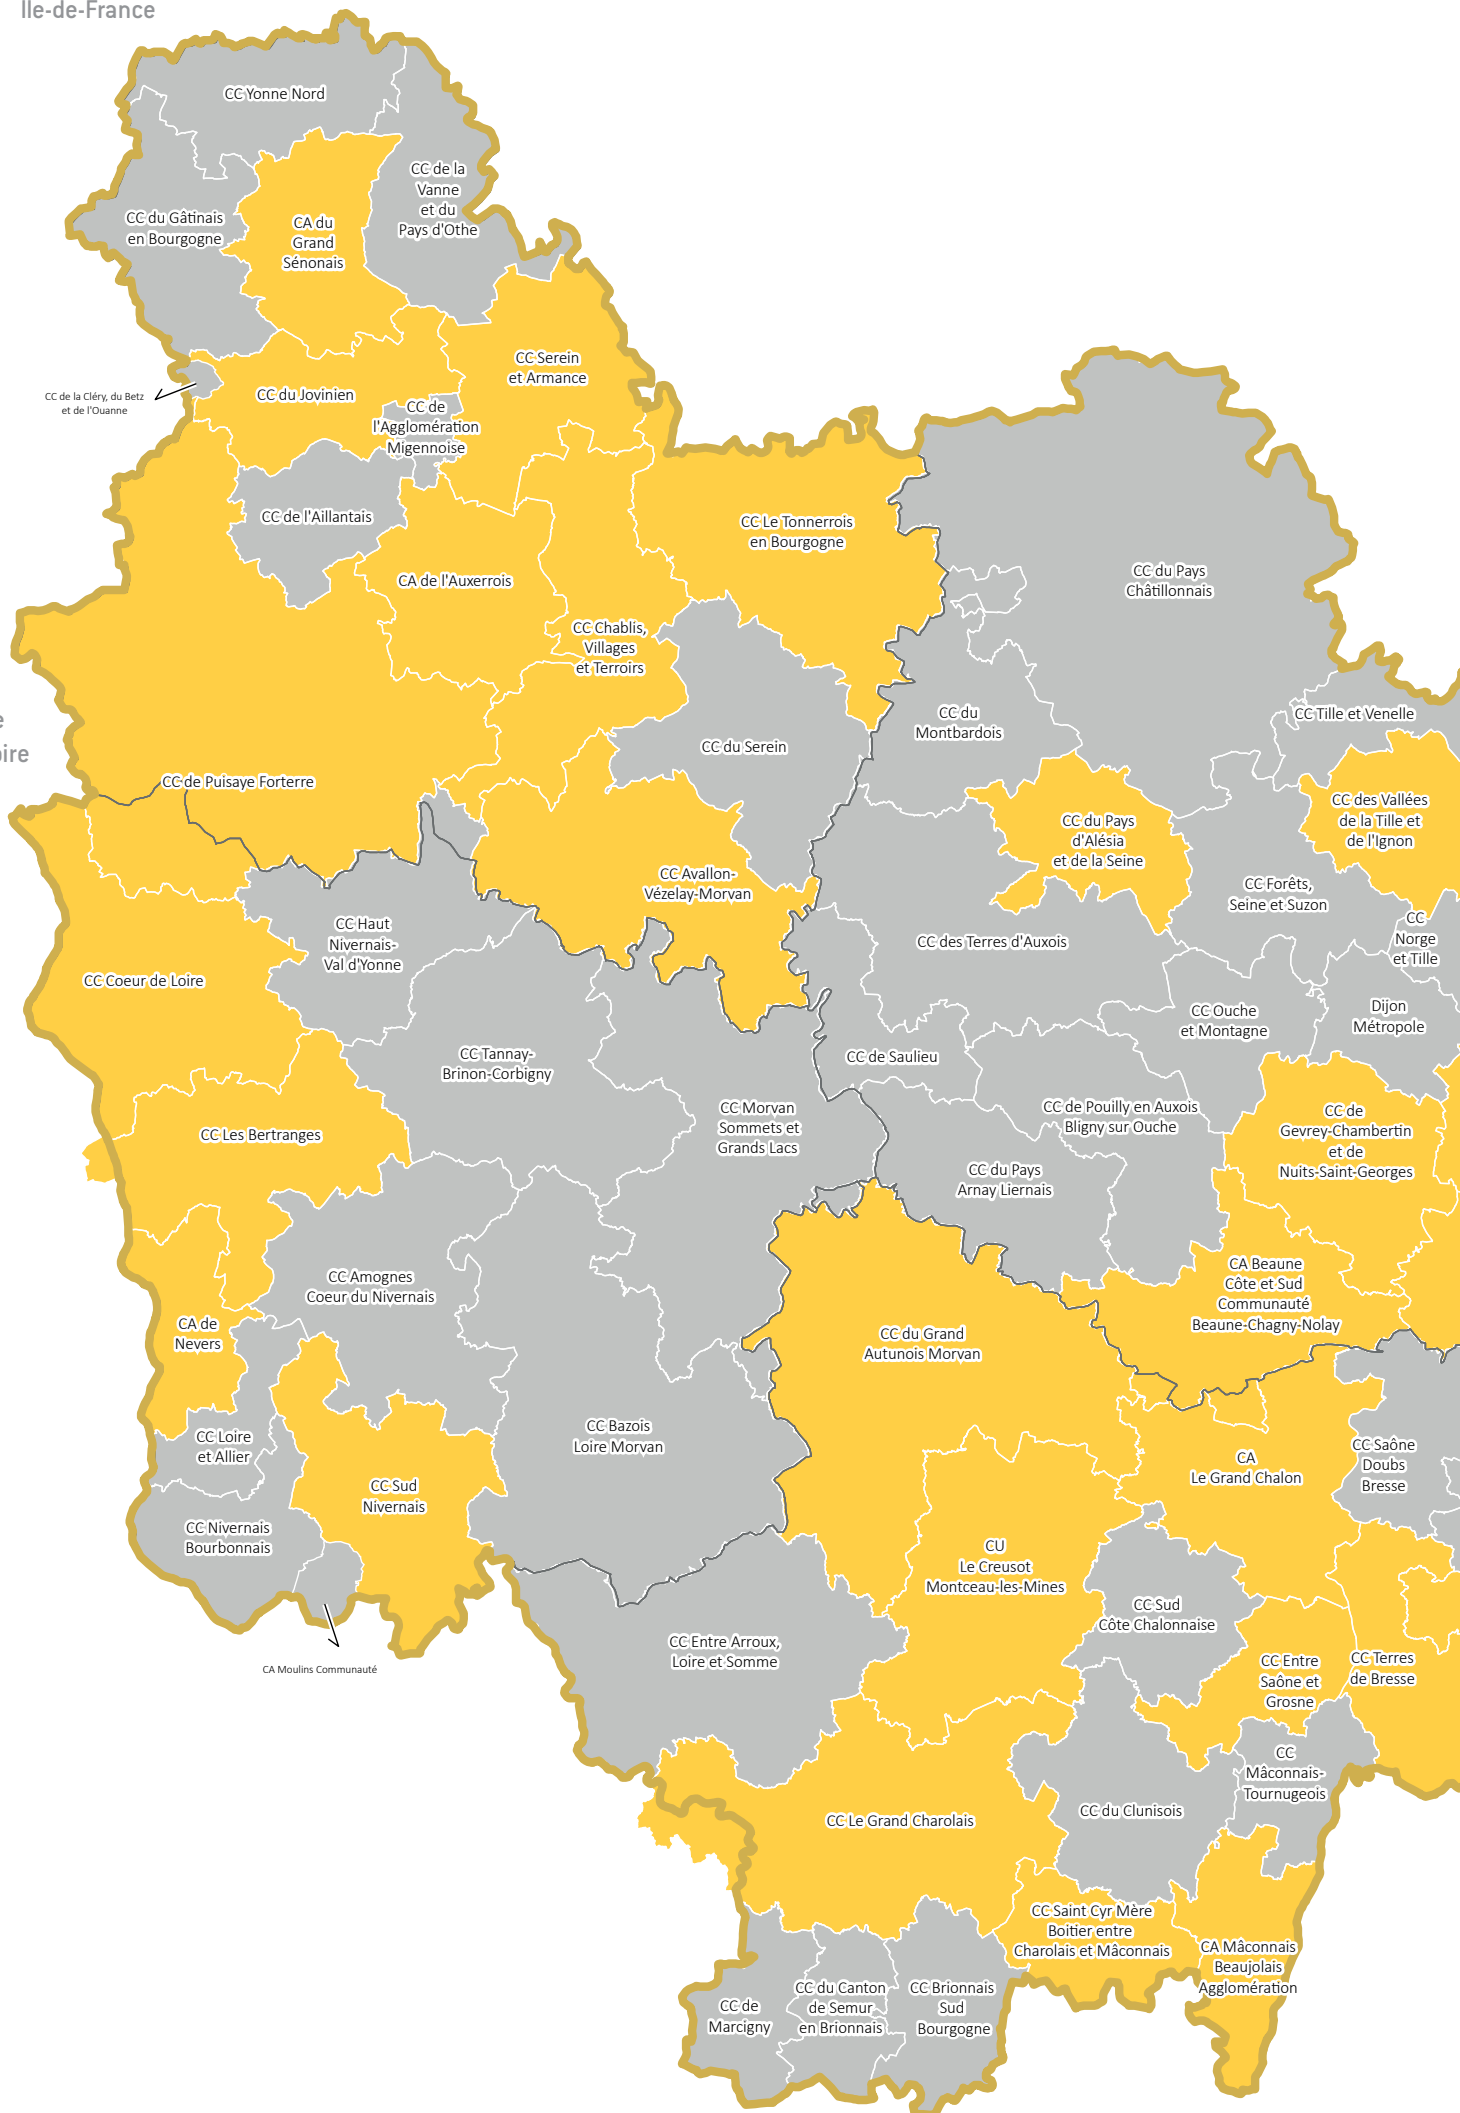 Ile-de-France
CC Yonne Nord
CC de la
Vanne
et du
Pays d'Othe
CC du Gâtinais
en Bourgogne
CA du
Grand
Sénonais
CC Serein
et Armance
CC de la Cléry, du Betz
et de l'Ouanne
CC du Jovinien
CC de
l'Agglomération
Migennoise
CC de l'Aillantais
CC Le Tonnerrois
en Bourgogne
CA de l'Auxerrois
CC du Pays
Châtillonnais
CC Chablis,
Villages
et Terroirs
e
oire
CC du
Montbardois
CC Tille et Venelle
CC du Serein
CC de Puisaye Forterre
CC des Vallées
de la Tille et
de l'Ignon
CC du Pays
d'Alésia
et de la Seine
CC Avallon-
Vézelay-Morvan
CC Forêts,
Seine et Suzon
CC Haut
Nivernais-
Val d'Yonne
CC
Norge
et Tille
CC des Terres d'Auxois
CC Coeur de Loire
CC Ouche
et Montagne
Dijon
Métropole
CC Tannay-
Brinon-Corbigny
CC de Saulieu
CC Morvan
Sommets et
Grands Lacs
CC de Pouilly en Auxois
Bligny sur Ouche
CC de
Gevrey-Chambertin
et de
Nuits-Saint-Georges
CC Les Bertranges
CC du Pays
Arnay Liernais
CC Amognes
Coeur du Nivernais
CA Beaune
Côte et Sud
Communauté
Beaune-Chagny-Nolay
CA de
Nevers
CC du Grand
Autunois Morvan
CC Loire
et Allier
CC Bazois
Loire Morvan
CA
Le Grand Chalon
CC Saône
Doubs
Bresse
CC Sud
Nivernais
CC Nivernais
Bourbonnais
CU
Le Creusot
Montceau-les-Mines
CC Sud
Côte Chalonnaise
CA Moulins Communauté
CC Entre Arroux,
Loire et Somme
CC Entre
Saône et
Grosne
CC Terres
de Bresse
CC
Mâconnais-
Tournugeois
CC Le Grand Charolais
CC du Clunisois
CC Saint Cyr Mère
Boitier entre
Charolais et Mâconnais
CA Mâconnais
Beaujolais
Agglomération
CC de
Marcigny
CC du Canton
de Semur
en Brionnais
CC Brionnais
Sud
Bourgogne